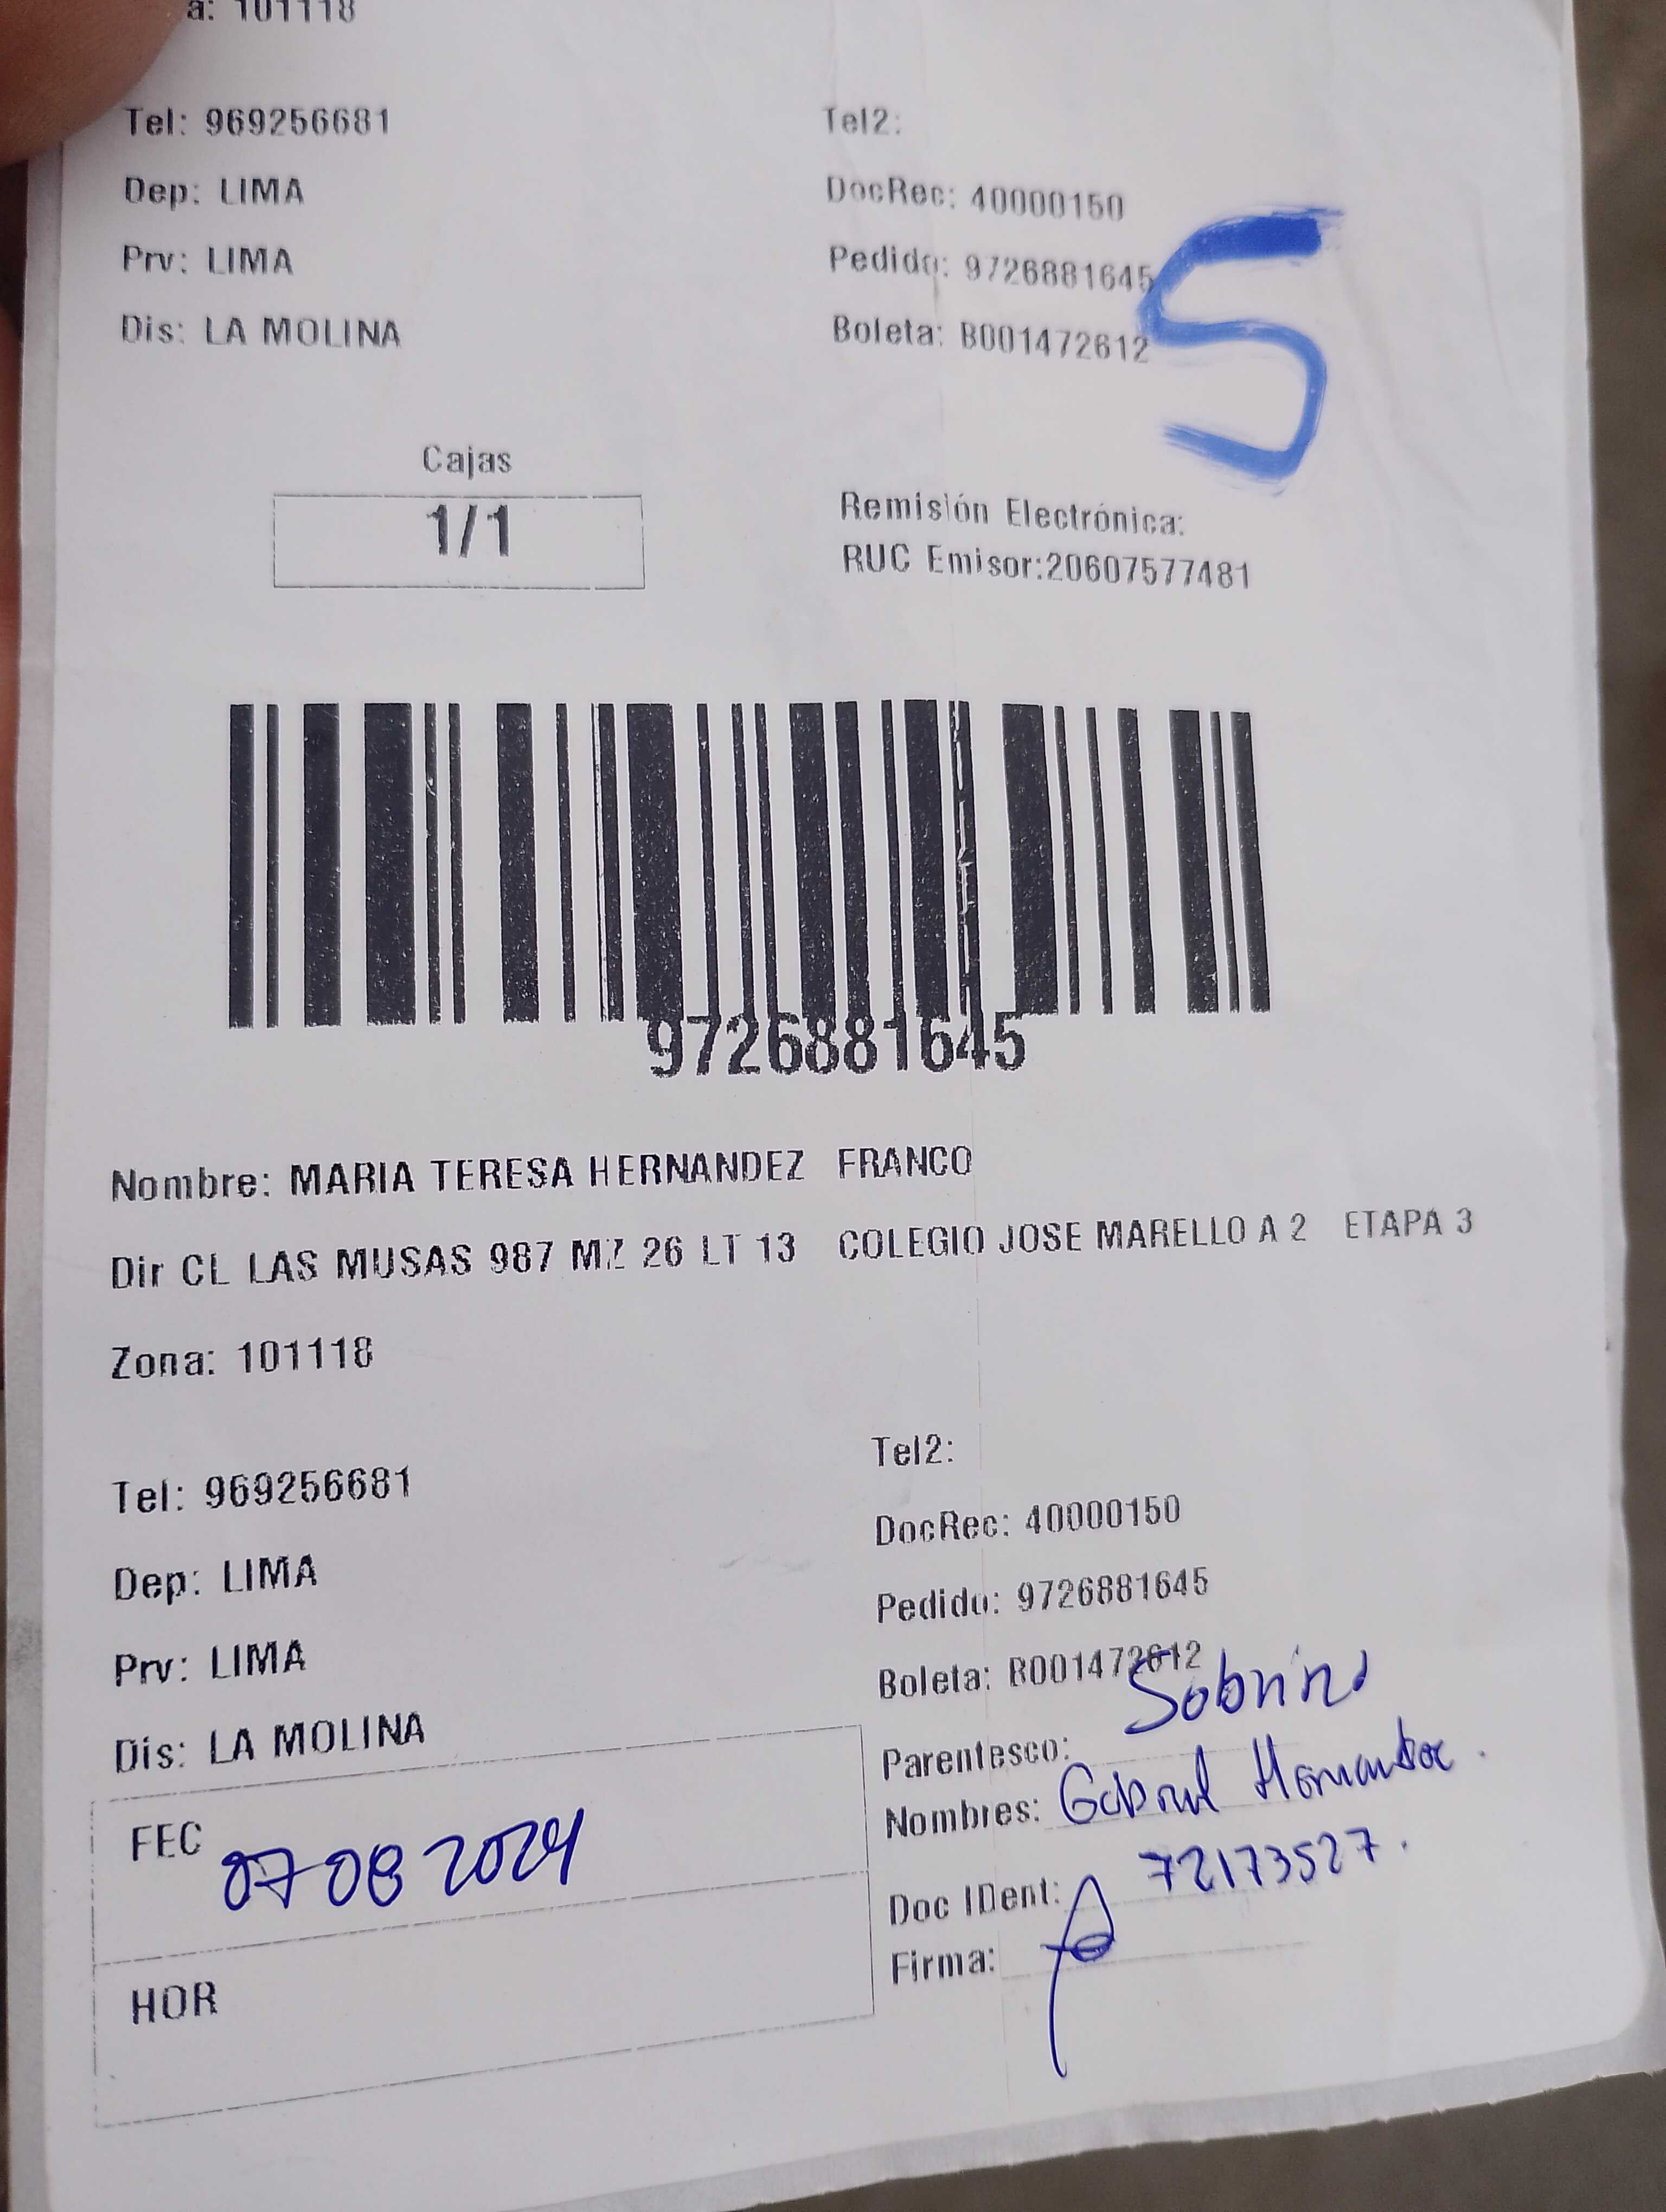 a: 101118
Tel: 969256681
Tel2:
Dep: LIMA
DocRec: 40000150
Prv: LIMA
Pedido: 9726881645
Dis: LA MOLINA
Boleta: B001472612
5
Cajas
1/1
Remisión Electrónica:
RUC Emisor:20607577481
9726881645
Nombre: MARIA TERESA HERNANDEZ FRANCO
Dir CL LAS MUSAS 987 MZ 26 LT 13 COLEGIO JOSE MARELLO A 2 ETAPA 3
Zona: 101118
Tel: 969256681
Tel2:
Dep: LIMA
DocRec: 40000150
Prv: LIMA
Pedido: 9726881645
Dis: LA MOLINA
Boleta: B001472612
Parentesco: Sobrino
Nombres: Gabriel Hernandez.
Doc IDent: 72173527.
Firma:
FEC 07 08 2024
HOR